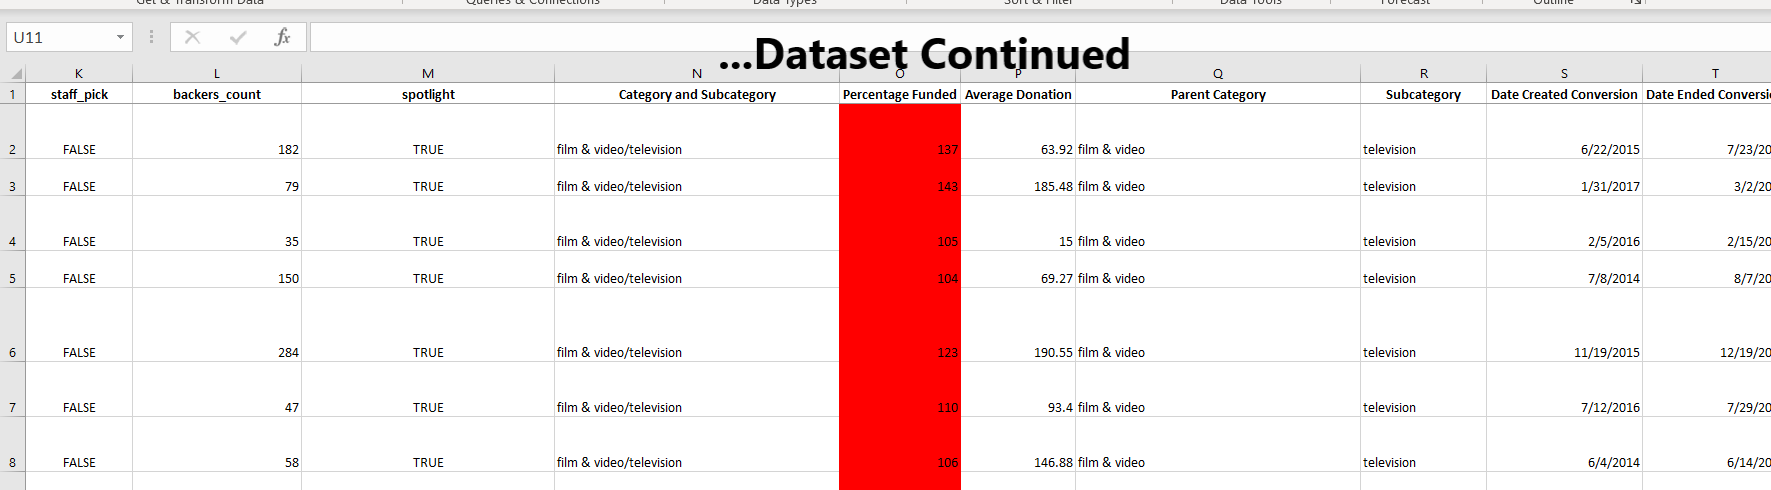 Get & Transform Data Queries & Connections Data Types Sort & Filter Data Tools Forecast Outline
U11 fx
...Dataset Continued
K L M N O P Q R S T
1 staff_pick backers_count spotlight Category and Subcategory Percentage Funded Average Donation Parent Category Subcategory Date Created Conversion Date Ended Conversi
2 FALSE 182 TRUE film & video/television 137 63.92 film & video television 6/22/2015 7/23/20
3 FALSE 79 TRUE film & video/television 143 185.48 film & video television 1/31/2017 3/2/20
4 FALSE 35 TRUE film & video/television 105 15 film & video television 2/5/2016 2/15/20
5 FALSE 150 TRUE film & video/television 104 69.27 film & video television 7/8/2014 8/7/20
6 FALSE 284 TRUE film & video/television 123 190.55 film & video television 11/19/2015 12/19/20
7 FALSE 47 TRUE film & video/television 110 93.4 film & video television 7/12/2016 7/29/20
8 FALSE 58 TRUE film & video/television 106 146.88 film & video television 6/4/2014 6/14/20